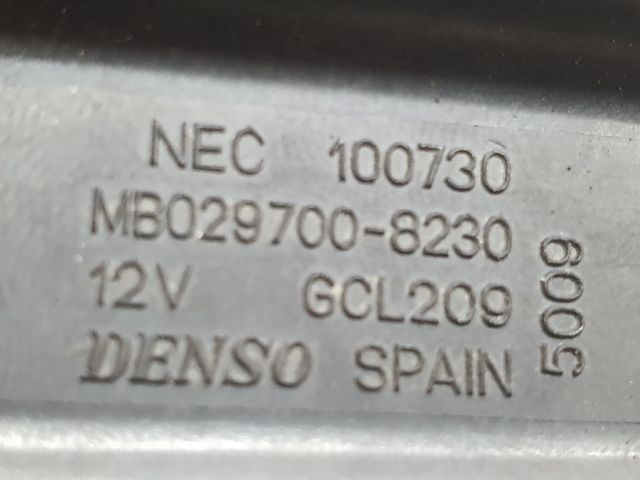 NEC 100730
MB029700-8230
12V GCL209
DENSO SPAIN
5009